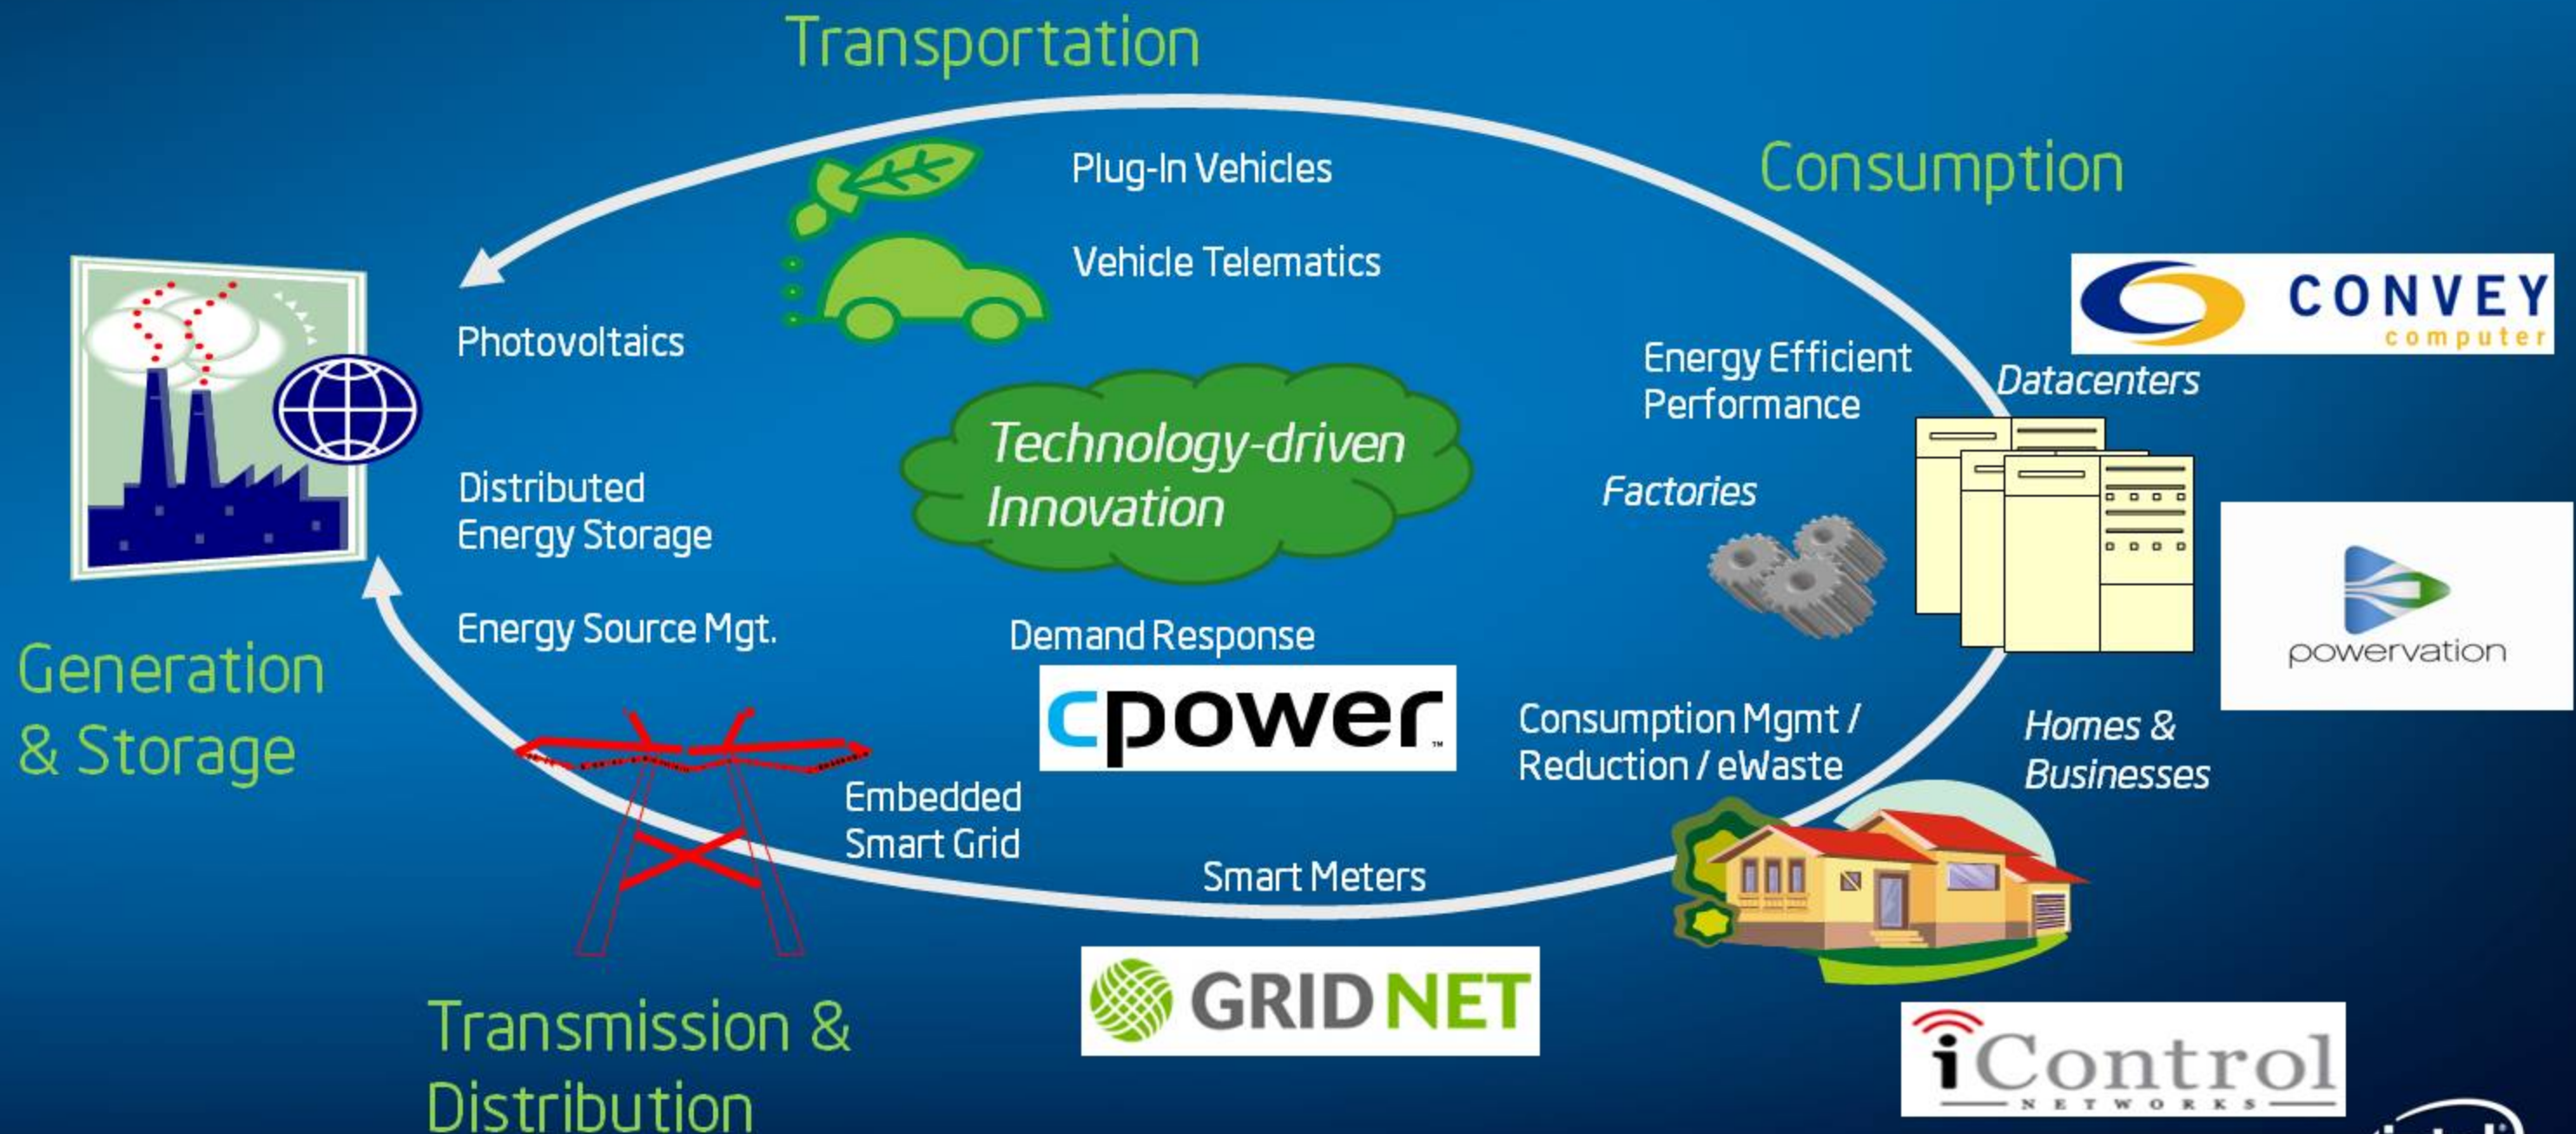 Transportation
Plug-In Vehicles
Vehicle Telematics
Consumption
CONVEY
computer
Photovoltaics
Energy Efficient
Performance
Datacenters
Technology-driven
Innovation
Factories
Distributed
Energy Storage
Energy Source Mgt.
Generation
& Storage
Demand Response
cpower™
powervation
Consumption Mgmt /
Reduction / eWaste
Homes &
Businesses
Embedded
Smart Grid
Smart Meters
GRID NET
Transmission &
Distribution
iControl
NETWORKS
intel